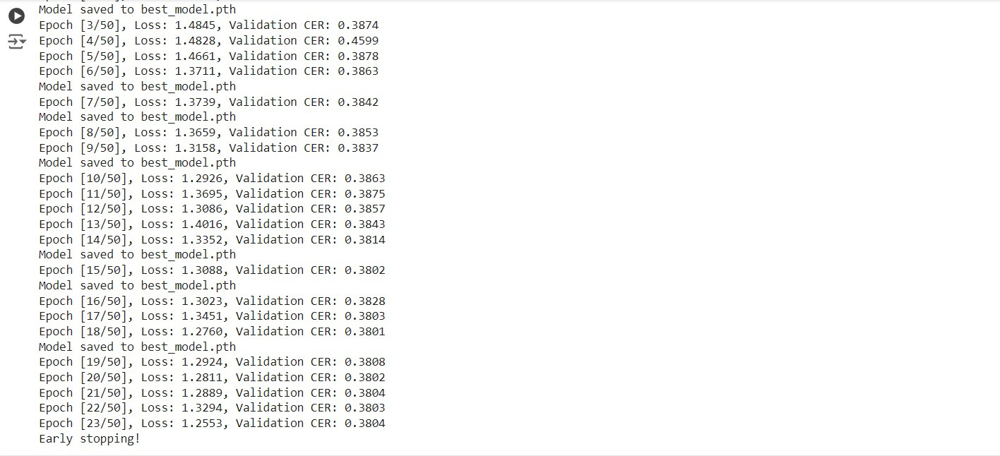 Model saved to best_model.pth
Epoch [3/50], Loss: 1.4845, Validation CER: 0.3874
Epoch [4/50], Loss: 1.4828, Validation CER: 0.4599
Epoch [5/50], Loss: 1.4661, Validation CER: 0.3878
Epoch [6/50], Loss: 1.3711, Validation CER: 0.3863
Model saved to best_model.pth
Epoch [7/50], Loss: 1.3739, Validation CER: 0.3842
Model saved to best_model.pth
Epoch [8/50], Loss: 1.3659, Validation CER: 0.3853
Epoch [9/50], Loss: 1.3158, Validation CER: 0.3837
Model saved to best_model.pth
Epoch [10/50], Loss: 1.2926, Validation CER: 0.3863
Epoch [11/50], Loss: 1.3695, Validation CER: 0.3875
Epoch [12/50], Loss: 1.3086, Validation CER: 0.3857
Epoch [13/50], Loss: 1.4016, Validation CER: 0.3843
Epoch [14/50], Loss: 1.3352, Validation CER: 0.3814
Model saved to best_model.pth
Epoch [15/50], Loss: 1.3088, Validation CER: 0.3802
Model saved to best_model.pth
Epoch [16/50], Loss: 1.3023, Validation CER: 0.3828
Epoch [17/50], Loss: 1.3451, Validation CER: 0.3803
Epoch [18/50], Loss: 1.2760, Validation CER: 0.3801
Model saved to best_model.pth
Epoch [19/50], Loss: 1.2924, Validation CER: 0.3808
Epoch [20/50], Loss: 1.2811, Validation CER: 0.3802
Epoch [21/50], Loss: 1.2889, Validation CER: 0.3804
Epoch [22/50], Loss: 1.3294, Validation CER: 0.3803
Epoch [23/50], Loss: 1.2553, Validation CER: 0.3804
Early stopping!